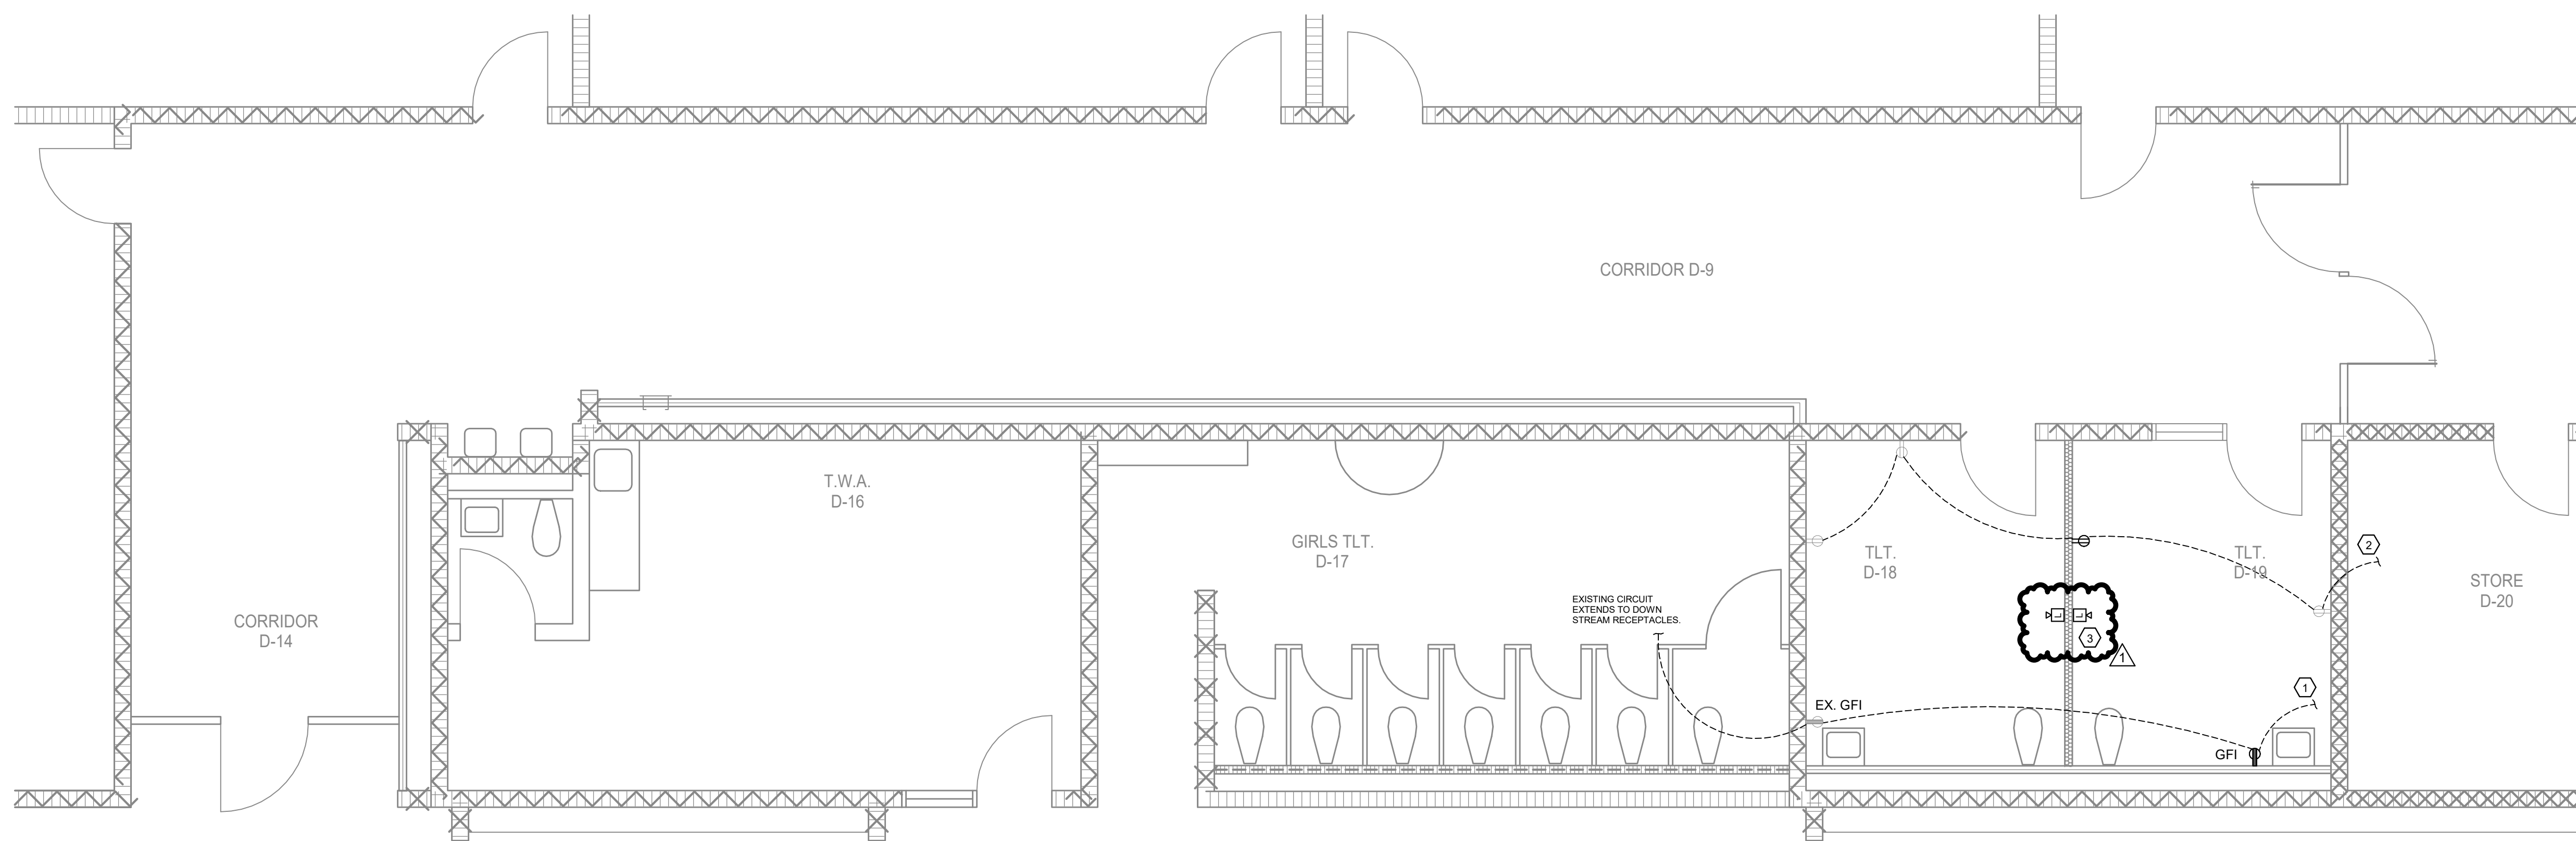 CORRIDOR D-9
T.W.A.
D-16
GIRLS TLT.
D-17
TLT.
D-18
TLT.
D-19
2
STORE
D-20
EXISTING CIRCUIT
EXTENDS TO DOWN
STREAM RECEPTACLES.
CORRIDOR
D-14
L
L
3
1
1
EX. GFI
GFI